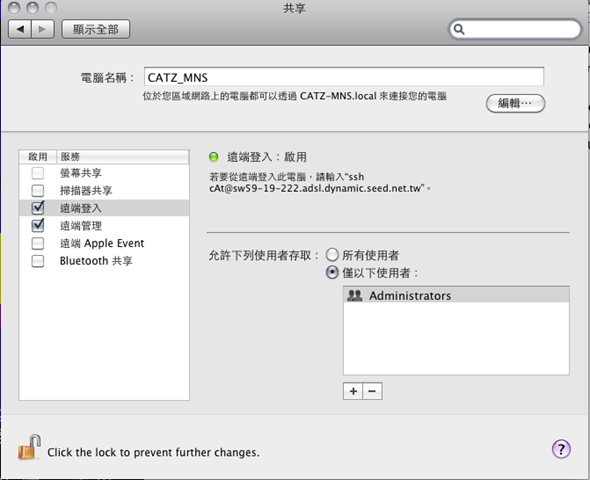 共享
顯示全部
電腦名稱：
CATZ_MNS
位於您區域網路上的電腦都可以透過 CATZ-MNS.local 來連接您的電腦
編輯…
啟用 服務
螢幕共享
掃描器共享
遠端登入
遠端管理
遠端 Apple Event
Bluetooth 共享
遠端登入：啟用
若要從遠端登入此電腦，請輸入“ssh
cAt@sw59-19-222.adsl.dynamic.seed.net.tw”。
允許下列使用者存取：
所有使用者
僅以下使用者：
Administrators
+ −
Click the lock to prevent further changes.
?